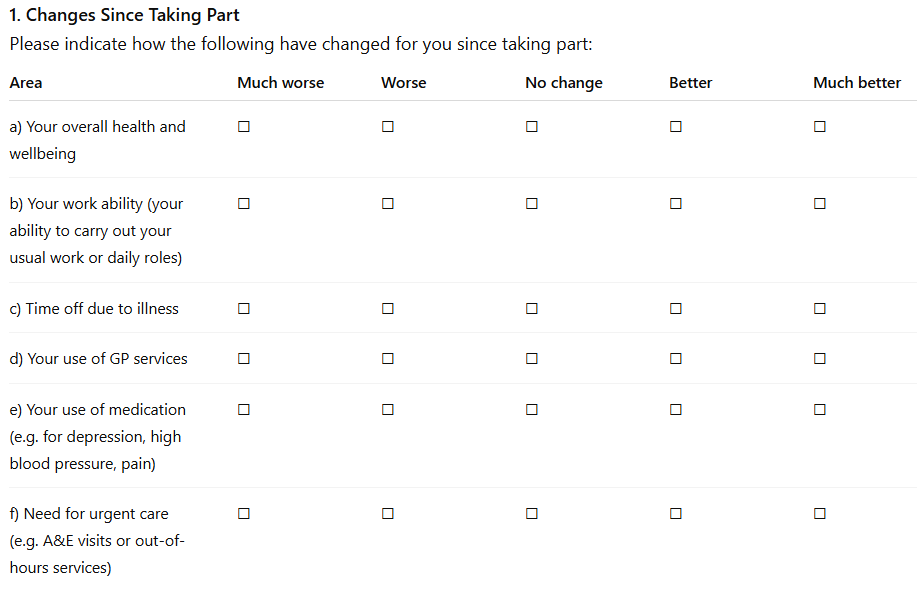 1. Changes Since Taking Part
Please indicate how the following have changed for you since taking part:
Area Much worse Worse No change Better Much better
a) Your overall health and ☐ ☐ ☐ ☐ ☐
wellbeing
b) Your work ability (your ☐ ☐ ☐ ☐ ☐
ability to carry out your
usual work or daily roles)
c) Time off due to illness ☐ ☐ ☐ ☐ ☐
d) Your use of GP services ☐ ☐ ☐ ☐ ☐
e) Your use of medication ☐ ☐ ☐ ☐ ☐
(e.g. for depression, high
blood pressure, pain)
f) Need for urgent care ☐ ☐ ☐ ☐ ☐
(e.g. A&E visits or out-of-
hours services)